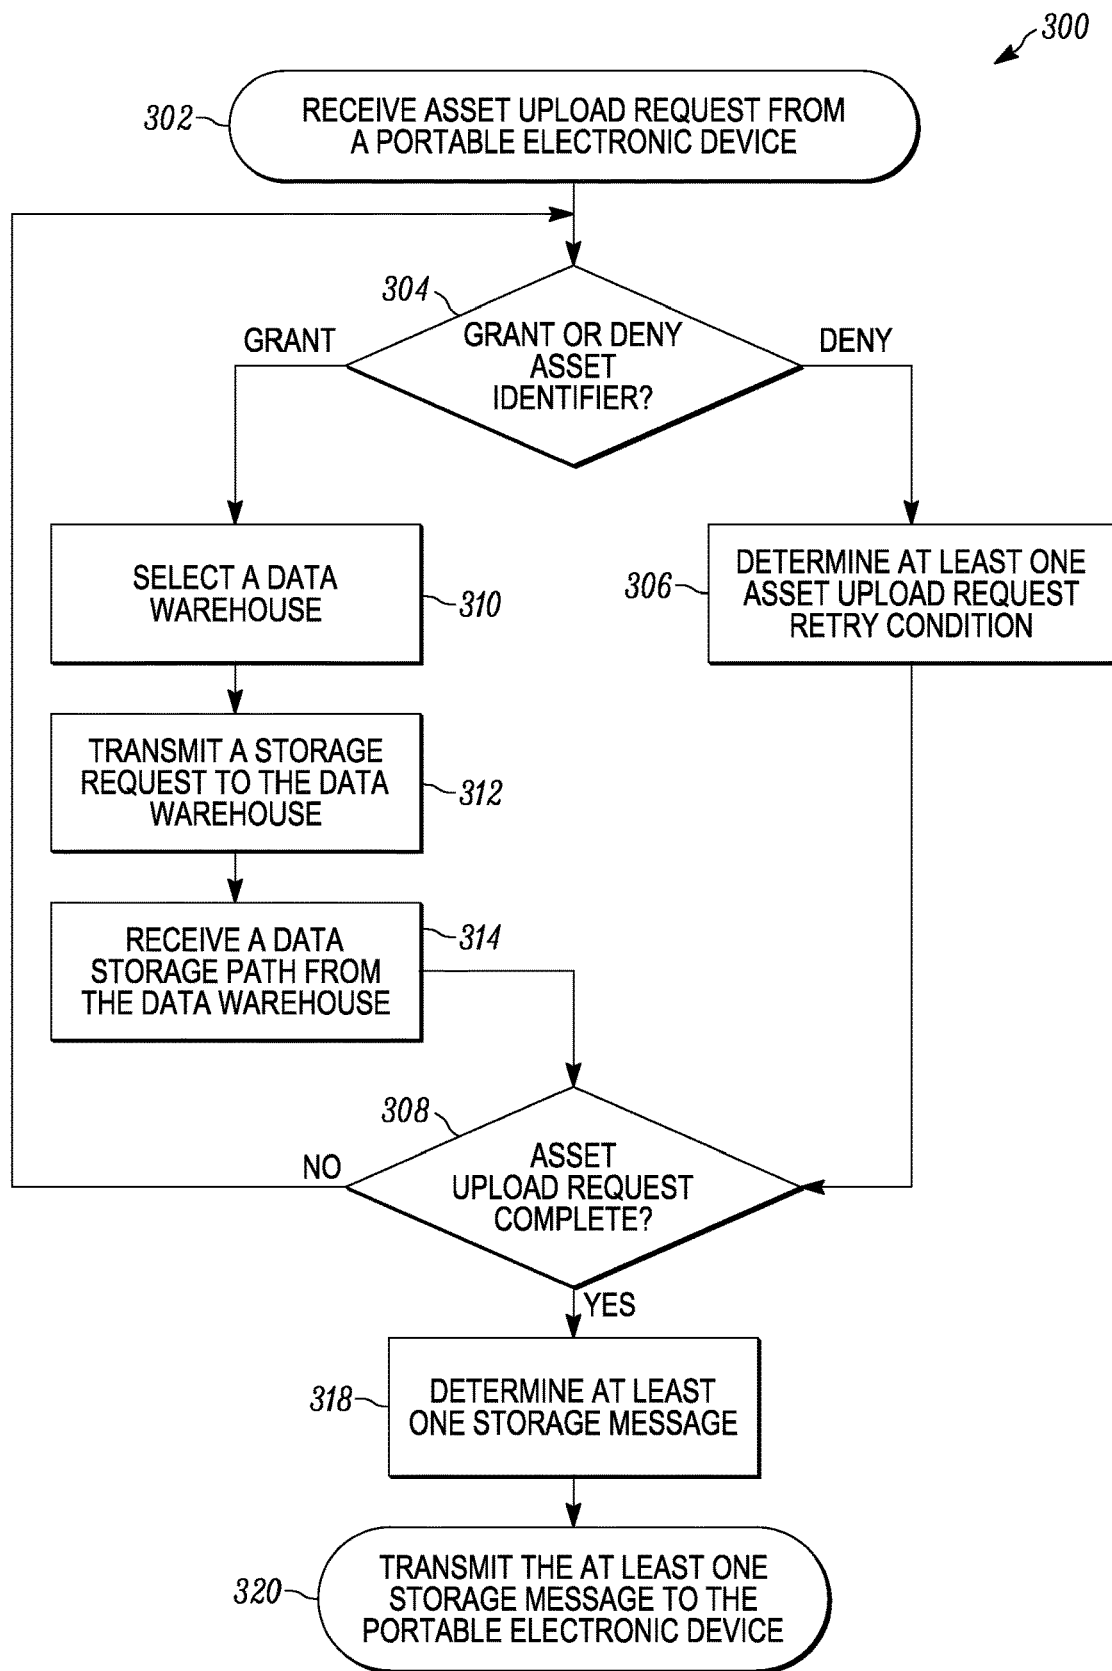 300
302
RECEIVE ASSET UPLOAD REQUEST FROM
A PORTABLE ELECTRONIC DEVICE
304
GRANT
GRANT OR DENY
ASSET
IDENTIFIER?
DENY
SELECT A DATA
WAREHOUSE
310
306
DETERMINE AT LEAST ONE
ASSET UPLOAD REQUEST
RETRY CONDITION
TRANSMIT A STORAGE
REQUEST TO THE DATA
WAREHOUSE
312
RECEIVE A DATA
STORAGE PATH FROM
THE DATA WAREHOUSE
314
308
NO
ASSET
UPLOAD REQUEST
COMPLETE?
YES
318
DETERMINE AT LEAST
ONE STORAGE MESSAGE
320
TRANSMIT THE AT LEAST ONE
STORAGE MESSAGE TO THE
PORTABLE ELECTRONIC DEVICE